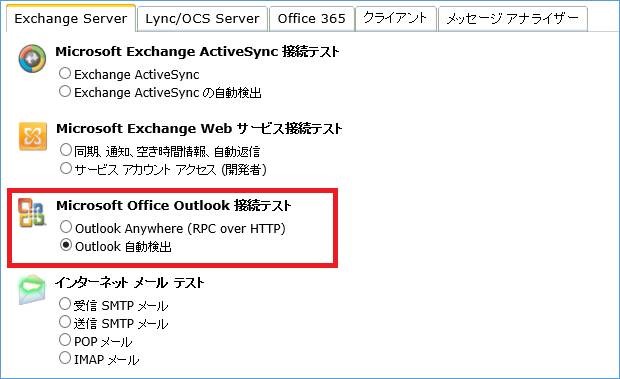 Exchange Server
Lync/OCS Server
Office 365
クライアント
メッセージ アナライザー
Microsoft Exchange ActiveSync 接続テスト
Exchange ActiveSync
Exchange ActiveSync の自動検出
Microsoft Exchange Web サービス接続テスト
同期、通知、空き時間情報、自動返信
サービス アカウント アクセス (開発者)
Microsoft Office Outlook 接続テスト
Outlook Anywhere (RPC over HTTP)
Outlook 自動検出
インターネット メール テスト
受信 SMTP メール
送信 SMTP メール
POP メール
IMAP メール